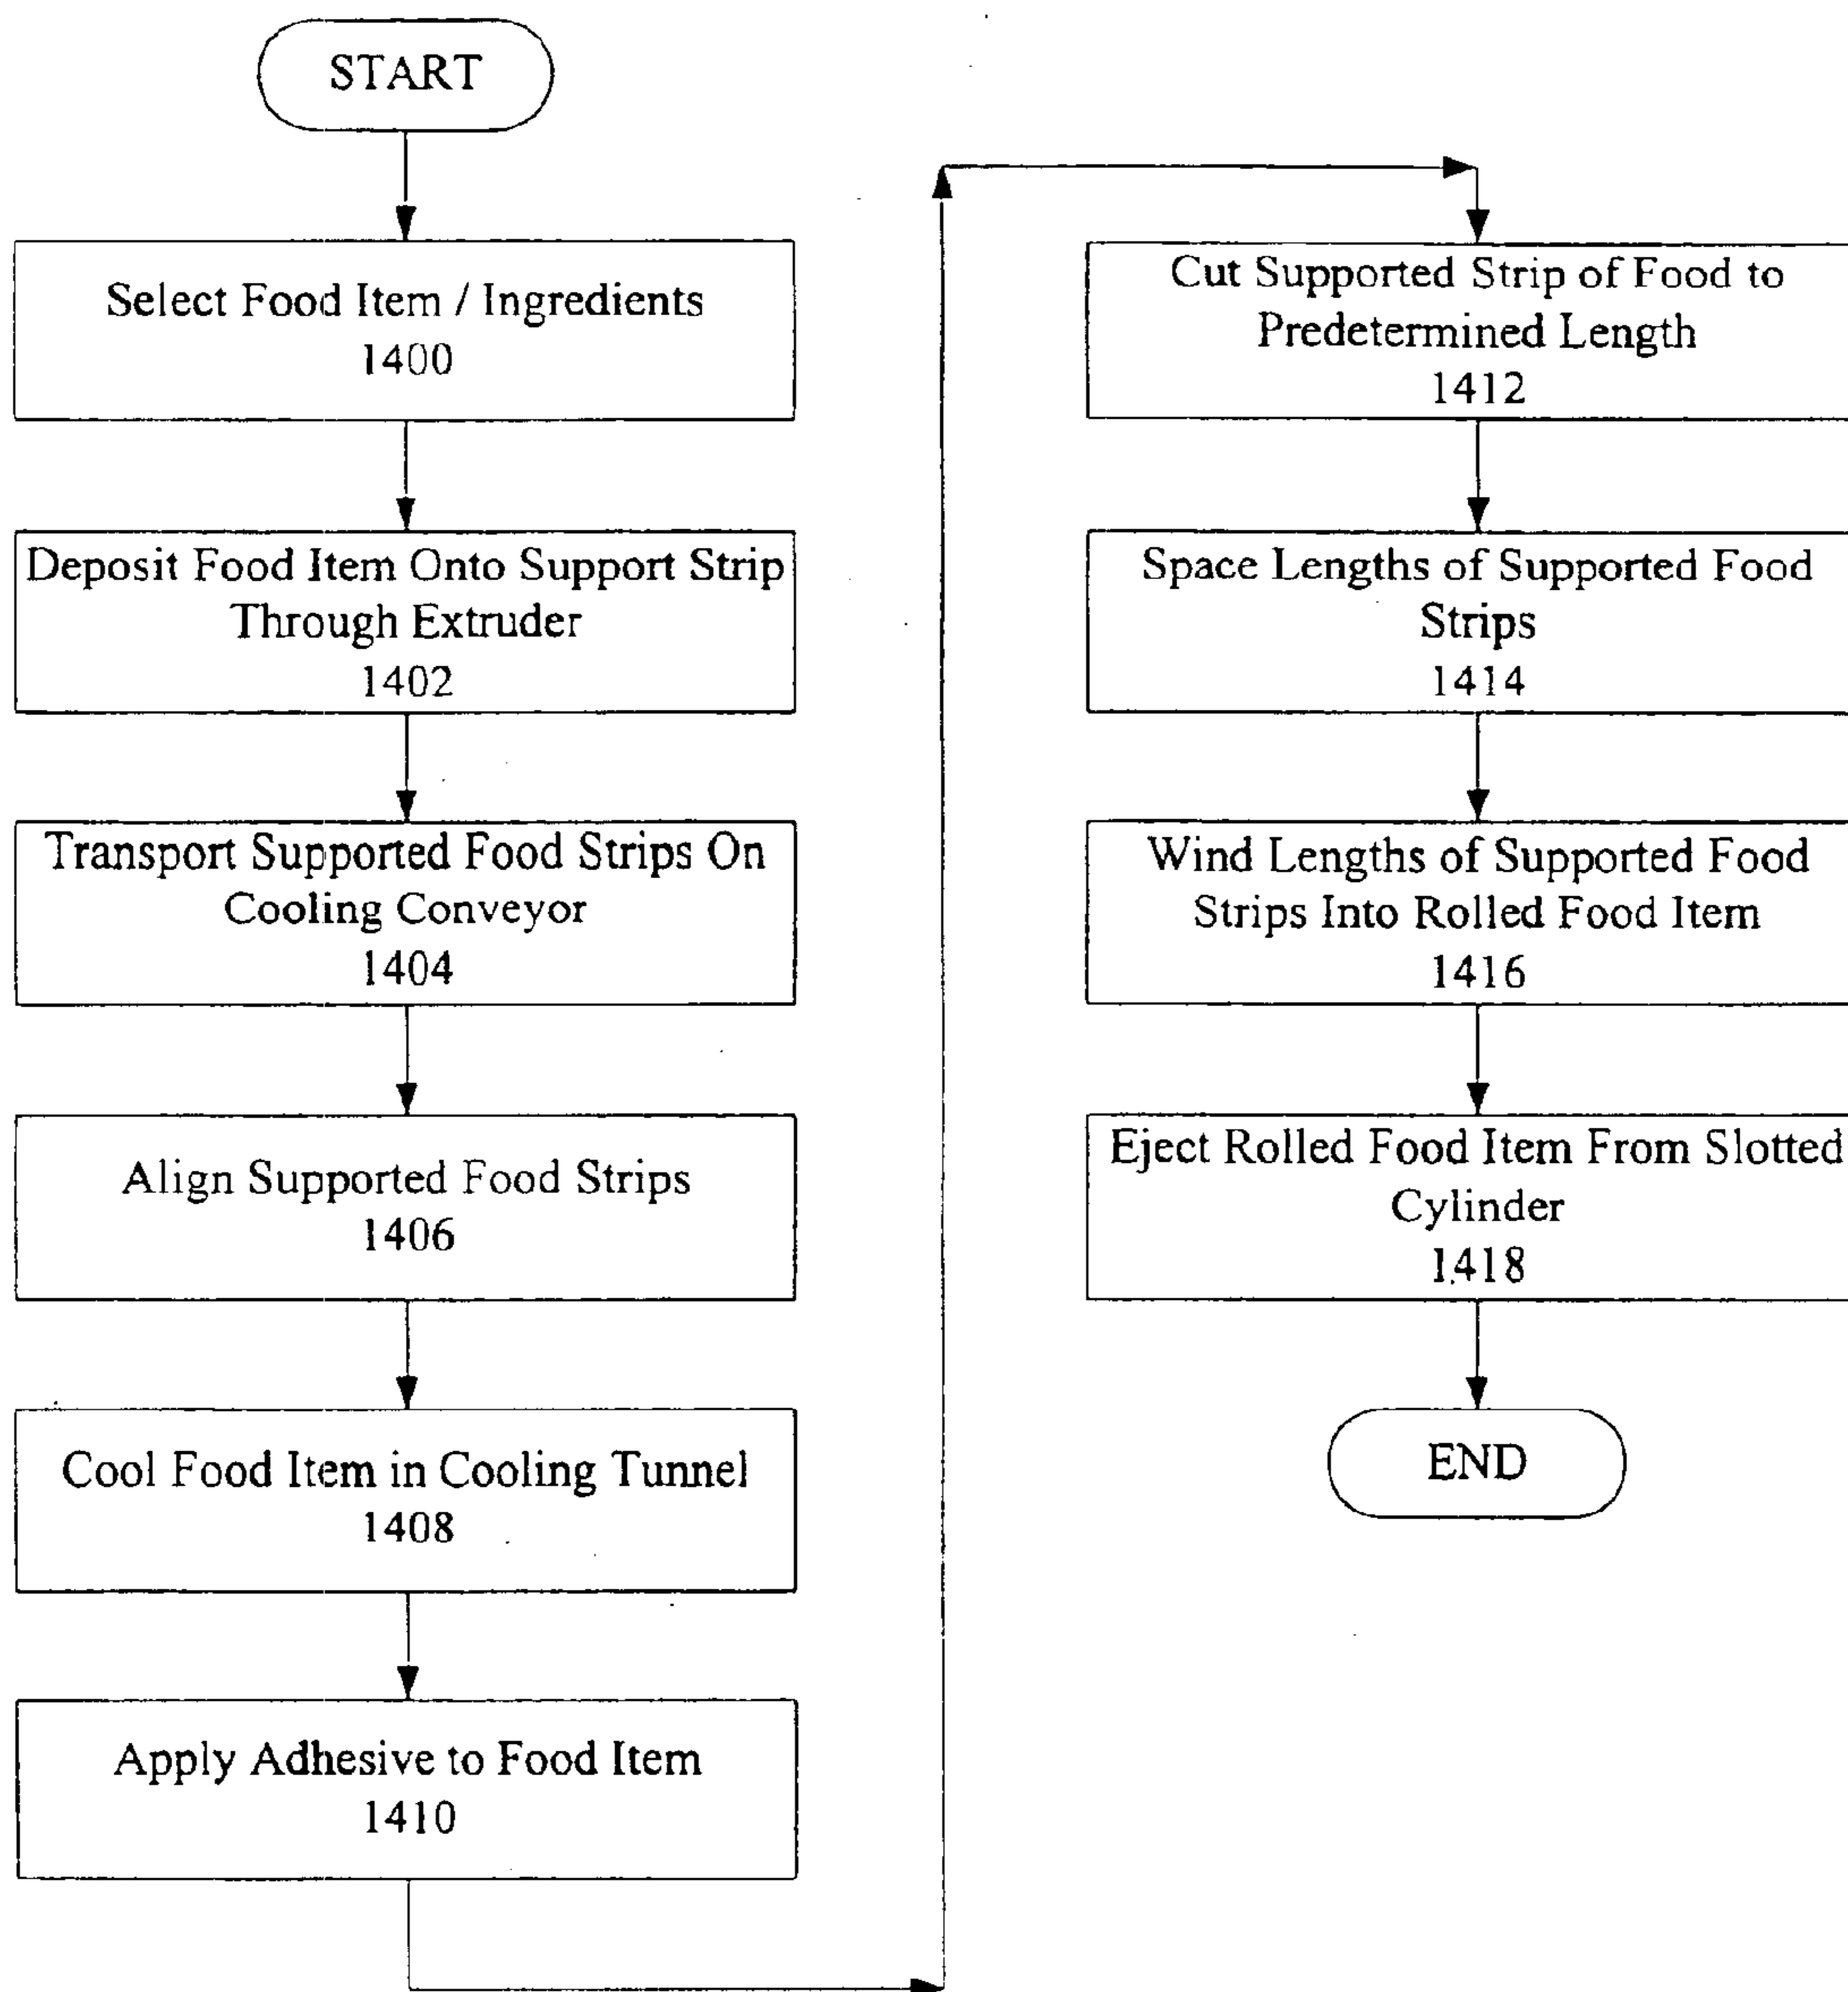 START
Select Food Item / Ingredients
1400
Deposit Food Item Onto Support Strip
Through Extruder
1402
Transport Supported Food Strips On
Cooling Conveyor
1404
Align Supported Food Strips
1406
Cool Food Item in Cooling Tunnel
1408
Apply Adhesive to Food Item
1410
Cut Supported Strip of Food to
Predetermined Length
1412
Space Lengths of Supported Food
Strips
1414
Wind Lengths of Supported Food
Strips Into Rolled Food Item
1416
Eject Rolled Food Item From Slotted
Cylinder
1418
END